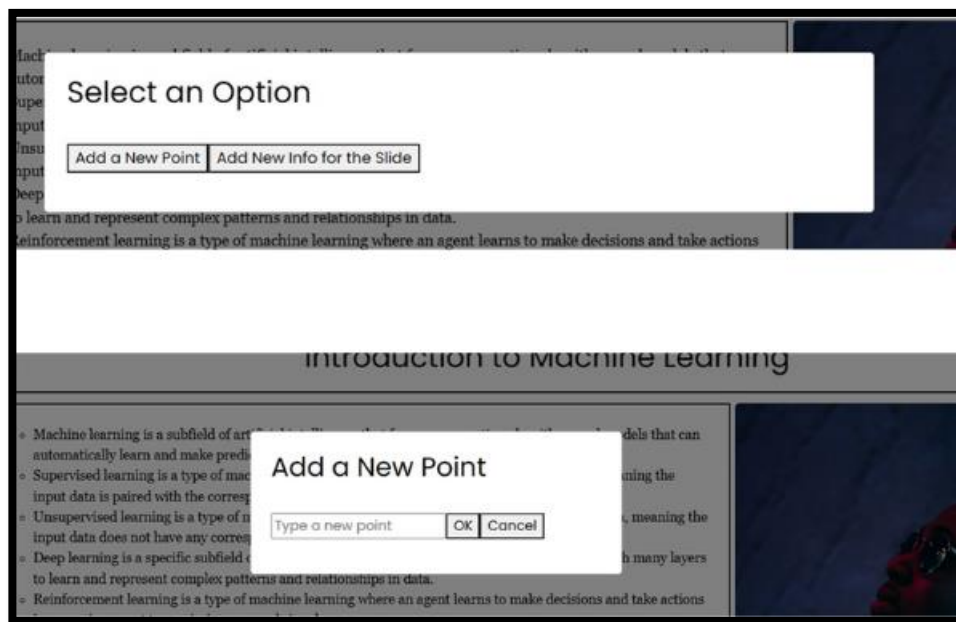 Select an Option
Add a New Point Add New Info for the Slide
to learn and represent complex patterns and relationships in data.
Reinforcement learning is a type of machine learning where an agent learns to make decisions and take actions
Introduction to Machine Learning
Machine learning is a subfield of models that can
automatically learn and make
Supervised learning is a type of meaning the
input data is paired with the
Unsupervised learning is a type of , meaning the
input data does not have any
Deep learning is a specific subfield many layers
to learn and represent complex patterns and relationships in data.
Reinforcement learning is a type of machine learning where an agent learns to make decisions and take actions
Add a New Point
Type a new point OK Cancel